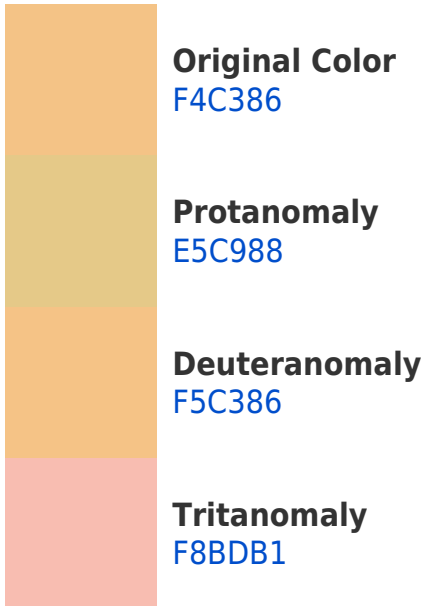 Original Color
F4C386
Protanomaly
E5C988
Deuteranomaly
F5C386
Tritanomaly
F8BDB1